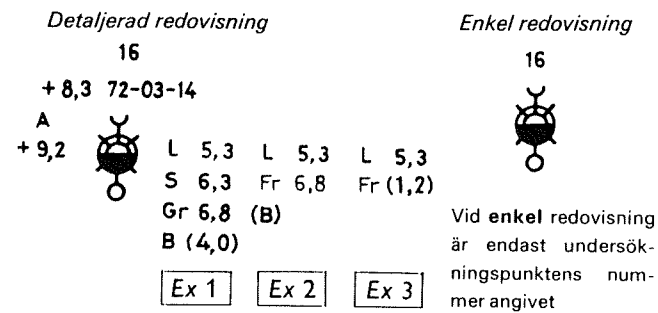 Detaljerad redovisning
16
+ 8,3 72-03-14
A
+ 9,2
L 5,3 L 5,3 L 5,3
S 6,3 Fr 6,8 Fr (1,2)
Gr 6,8 (B)
B (4,0)
Ex 1 Ex 2 Ex 3
Enkel redovisning
16
Vid enkel redovisning
är endast undersök-
ningspunktens num-
mer angivet